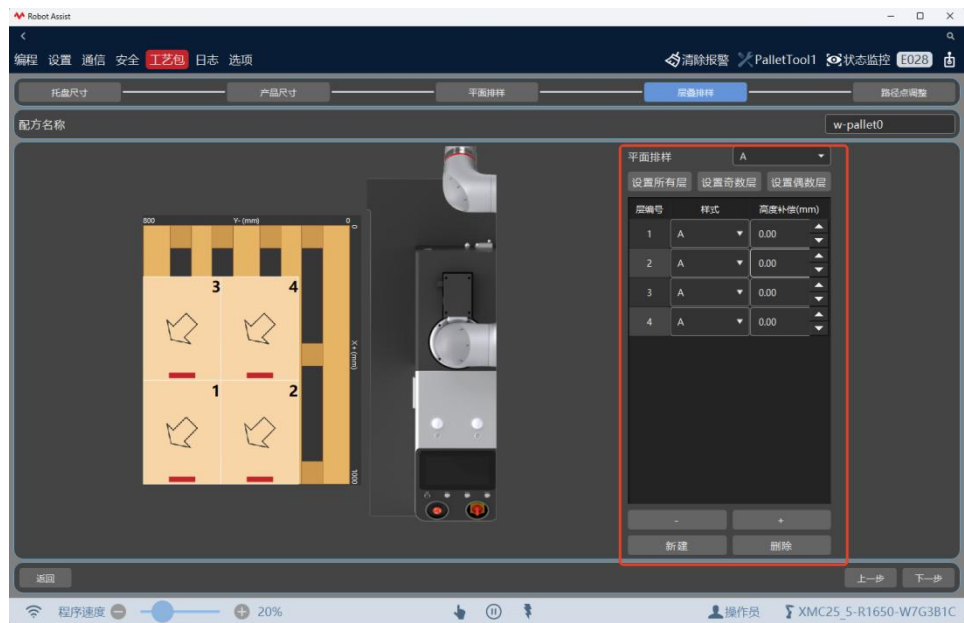 Robot Assist
编程 设置 通信 安全 工艺包 日志 选项 清除报警 PalletTool1 状态监控 E028
托盘尺寸 产品尺寸 平面排样 层叠排样 路径点调整
配方名称 w-pallet0
平面排样 A
设置所有层 设置奇数层 设置偶数层
层编号 样式 高度补偿(mm)
1 A 0.00
2 A 0.00
3 A 0.00
4 A 0.00
- +
新建 删除
800 Y- (mm) 0
0
X+ (mm)
1000
3 4
1 2
返回 上一步 下一步
程序速度 20% 操作员 XMC25_5-R1650-W7G3B1C